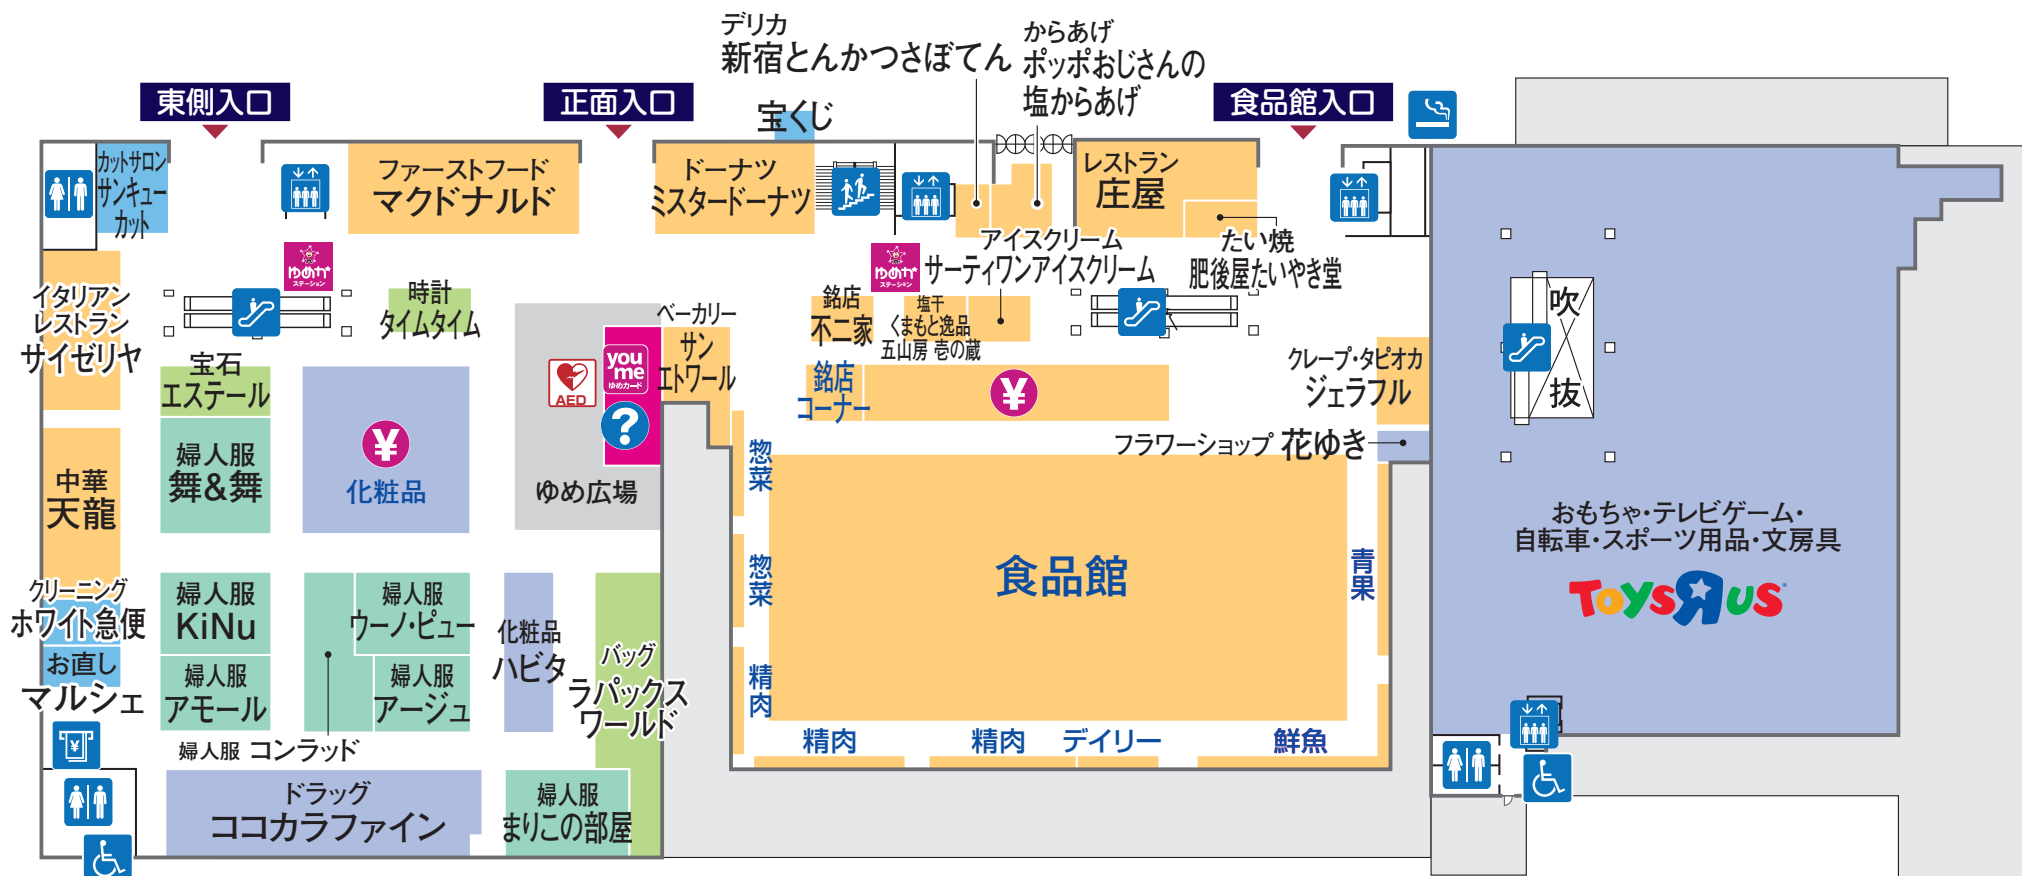 デリカ
新宿とんかつさぼてん
からあげ
ポッポおじさんの
塩からあげ
東側入口
正面入口
食品館入口
宝くじ
カットサロン
サンキュー
カット
ファーストフード
マクドナルド
ドーナツ
ミスタードーナツ
レストラン
庄屋
たい焼
肥後屋たいやき堂
アイスクリーム
サーティワンアイスクリーム
ゆめか
ステーション
ゆめか
ステーション
イタリアン
レストラン
サイゼリヤ
時計
タイムタイム
ベーカリー
サン
エトワール
銘店
不二家
塩干
くまもと逸品
五山房 壱の蔵
吹
抜
宝石
エステール
you
me
ゆめカード
AED
?
銘店
コーナー
¥
クレープ・タピオカ
ジェラフル
フラワーショップ 花ゆき
中華
天龍
婦人服
舞&舞
¥
化粧品
ゆめ広場
惣菜
惣菜
精肉
食品館
青果
おもちゃ・テレビゲーム・
自転車・スポーツ用品・文房具
TOYSRUS
クリーニング
ホワイト急便
お直し
マルシェ
婦人服
KiNu
婦人服
ウーノ・ピュー
化粧品
ハビタ
バッグ
ラパックス
ワールド
婦人服
アモール
婦人服
アージュ
婦人服 コンラッド
¥
精肉
精肉
デイリー
鮮魚
ドラッグ
ココカラファイン
婦人服
まりこの部屋